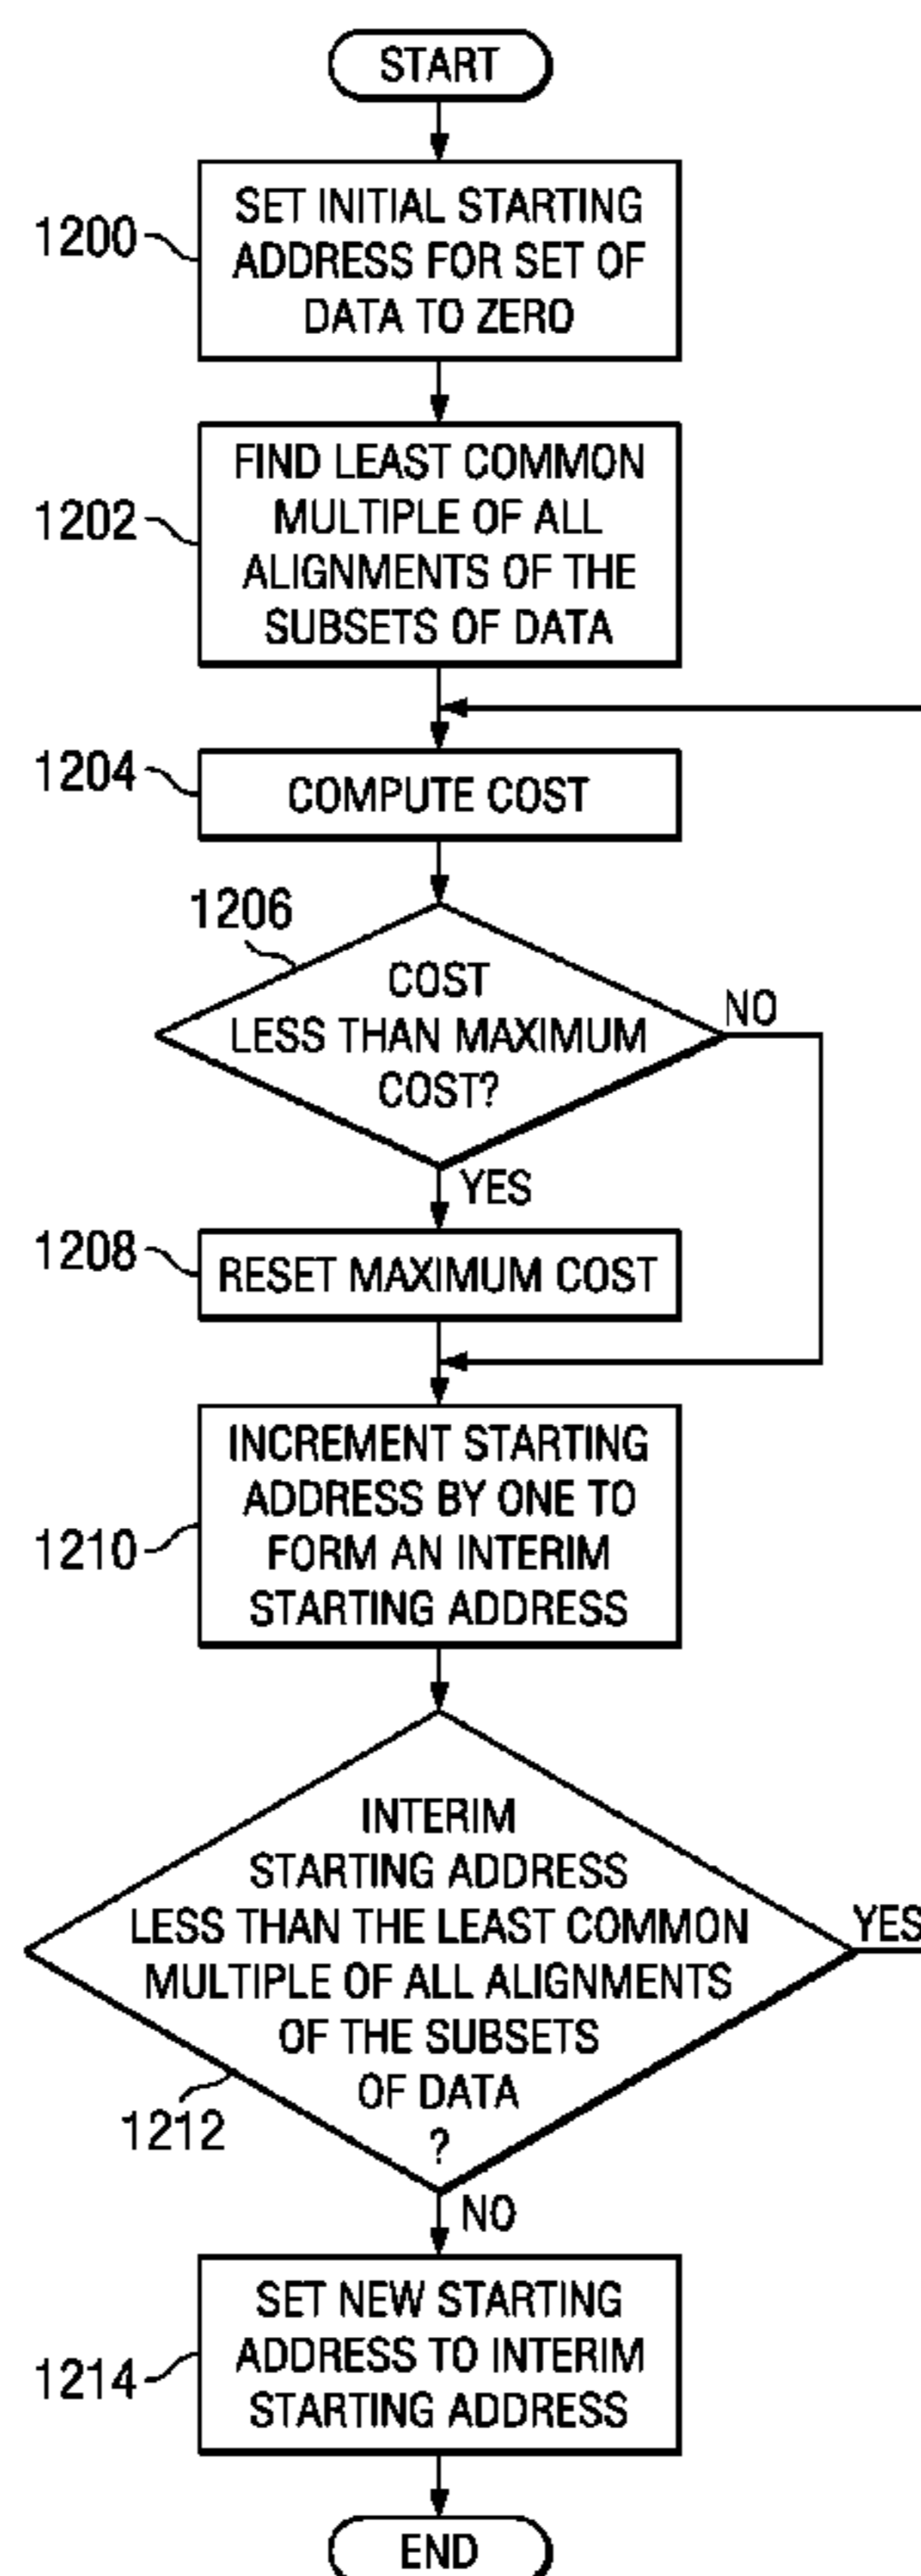 START
1200
SET INITIAL STARTING
ADDRESS FOR SET OF
DATA TO ZERO
1202
FIND LEAST COMMON
MULTIPLE OF ALL
ALIGNMENTS OF THE
SUBSETS OF DATA
1204
COMPUTE COST
1206
COST
LESS THAN MAXIMUM
COST?
NO
YES
1208
RESET MAXIMUM COST
1210
INCREMENT STARTING
ADDRESS BY ONE TO
FORM AN INTERIM
STARTING ADDRESS
INTERIM
STARTING ADDRESS
LESS THAN THE LEAST COMMON
MULTIPLE OF ALL ALIGNMENTS
OF THE SUBSETS
OF DATA
?
YES
1212
NO
1214
SET NEW STARTING
ADDRESS TO INTERIM
STARTING ADDRESS
END